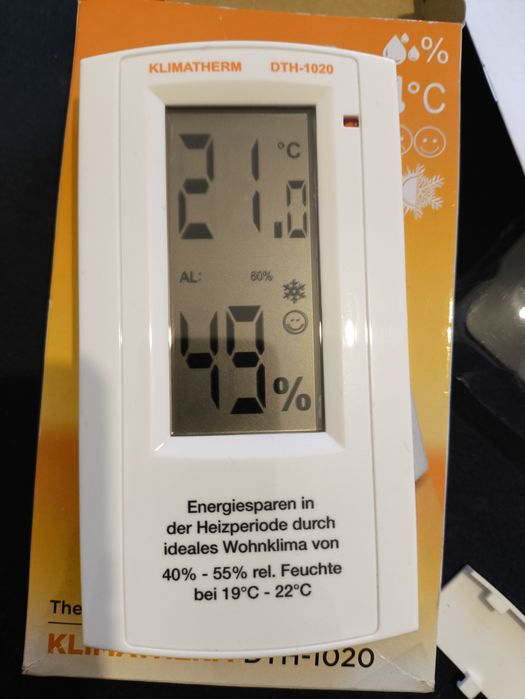 %
°C
KLIMATHERM DTH-1020
21.0 °C
AL: 60%
49 %
Energiesparen in
der Heizperiode durch
ideales Wohnklima von
40% - 55% rel. Feuchte
bei 19°C - 22°C
DTH-1020